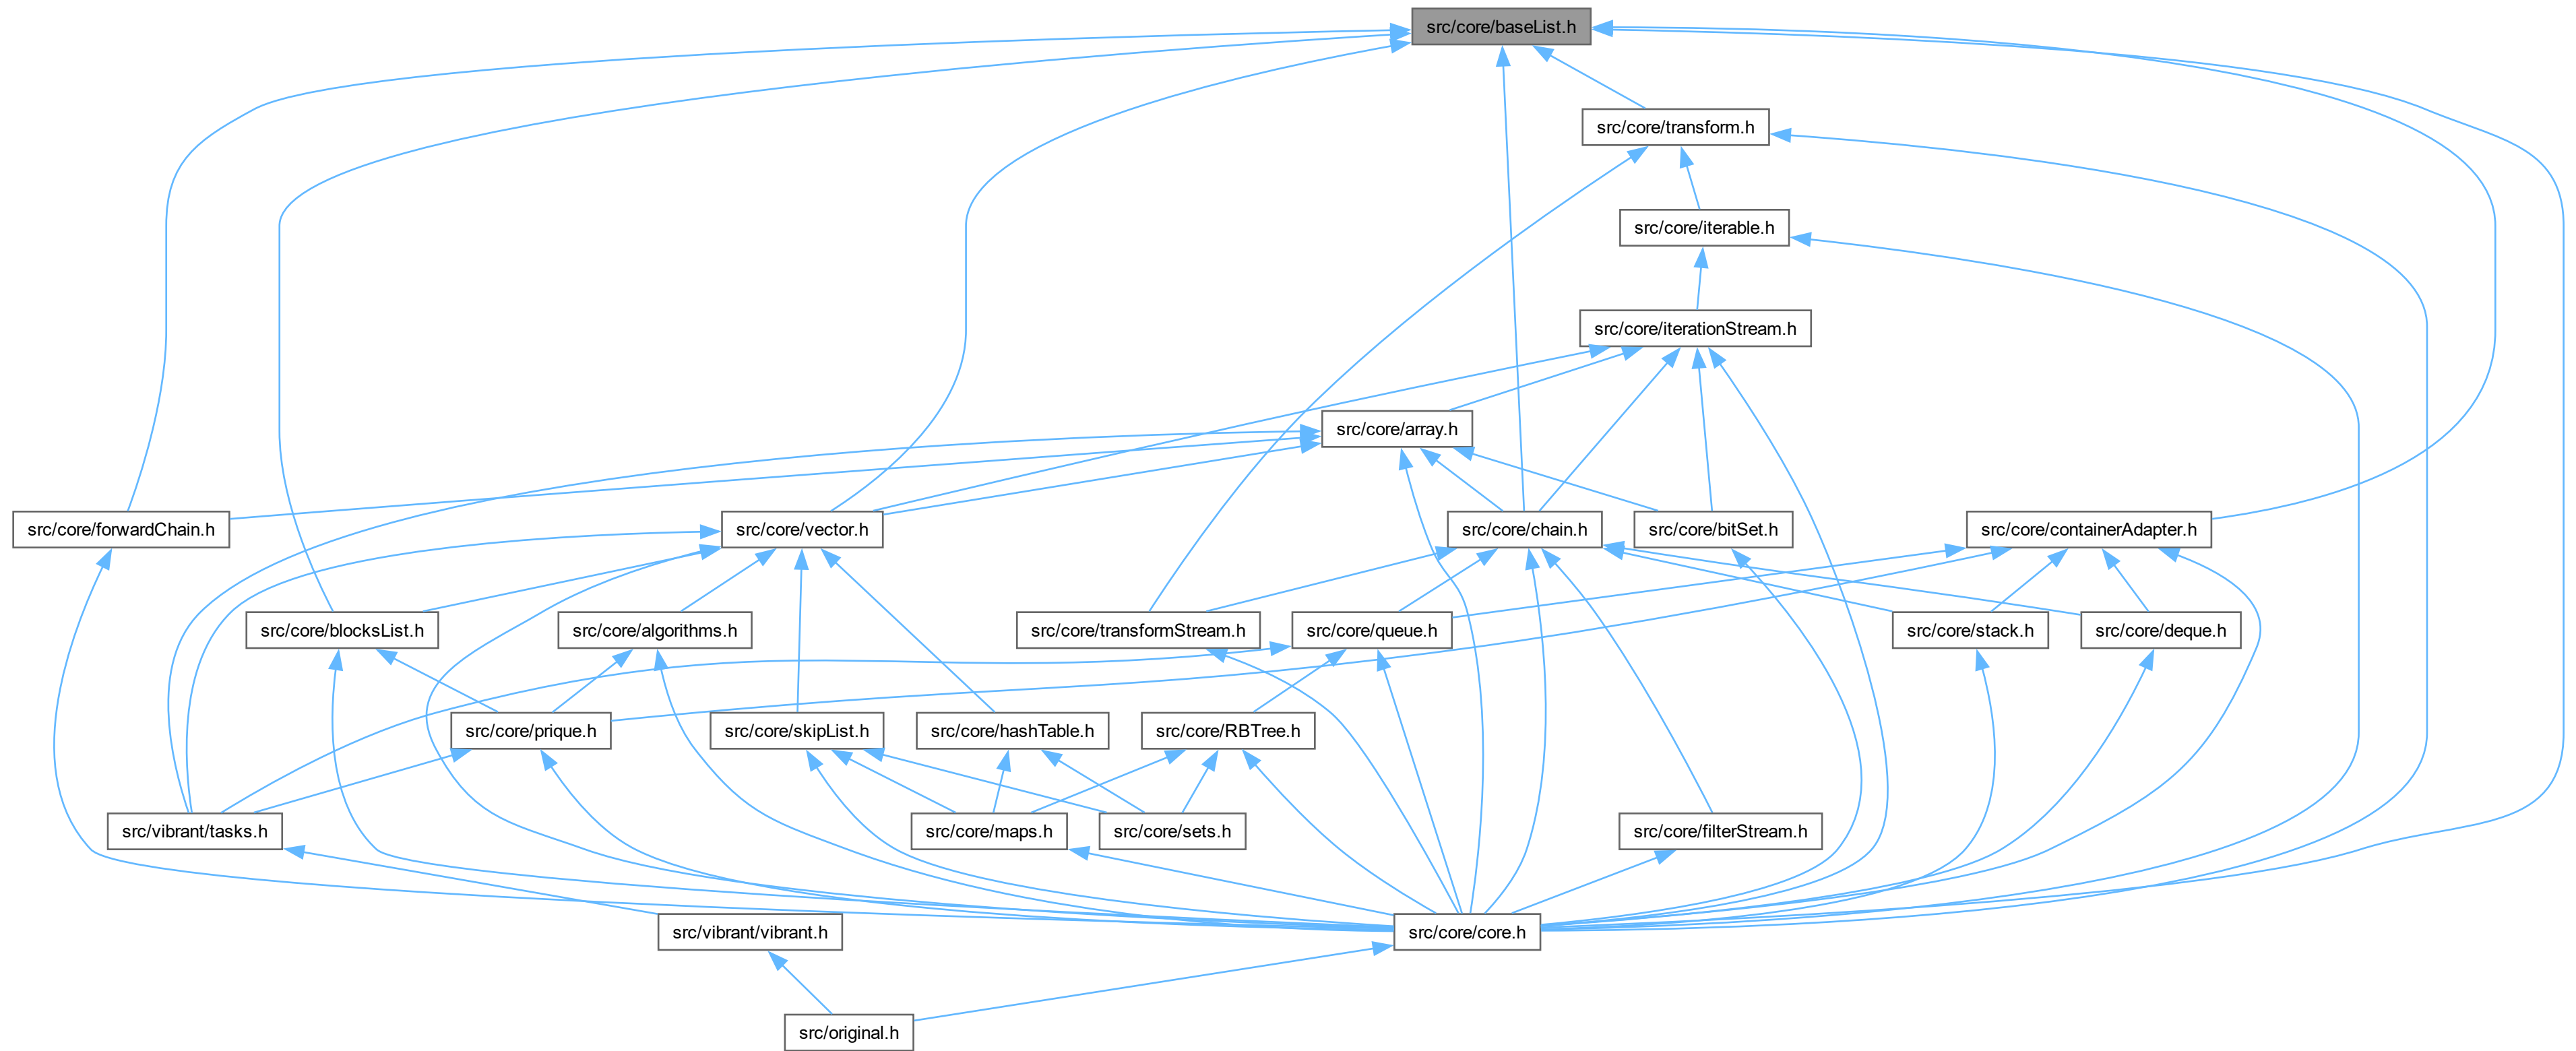 src/core/baseList.h
src/core/transform.h
src/core/iterable.h
src/core/iterationStream.h
src/core/array.h
src/core/forwardChain.h
src/core/vector.h
src/core/chain.h
src/core/bitSet.h
src/core/containerAdapter.h
src/core/blocksList.h
src/core/algorithms.h
src/core/transformStream.h
src/core/queue.h
src/core/stack.h
src/core/deque.h
src/core/prique.h
src/core/skipList.h
src/core/hashTable.h
src/core/RBTree.h
src/vibrant/tasks.h
src/core/maps.h
src/core/sets.h
src/core/filterStream.h
src/vibrant/vibrant.h
src/core/core.h
src/original.h